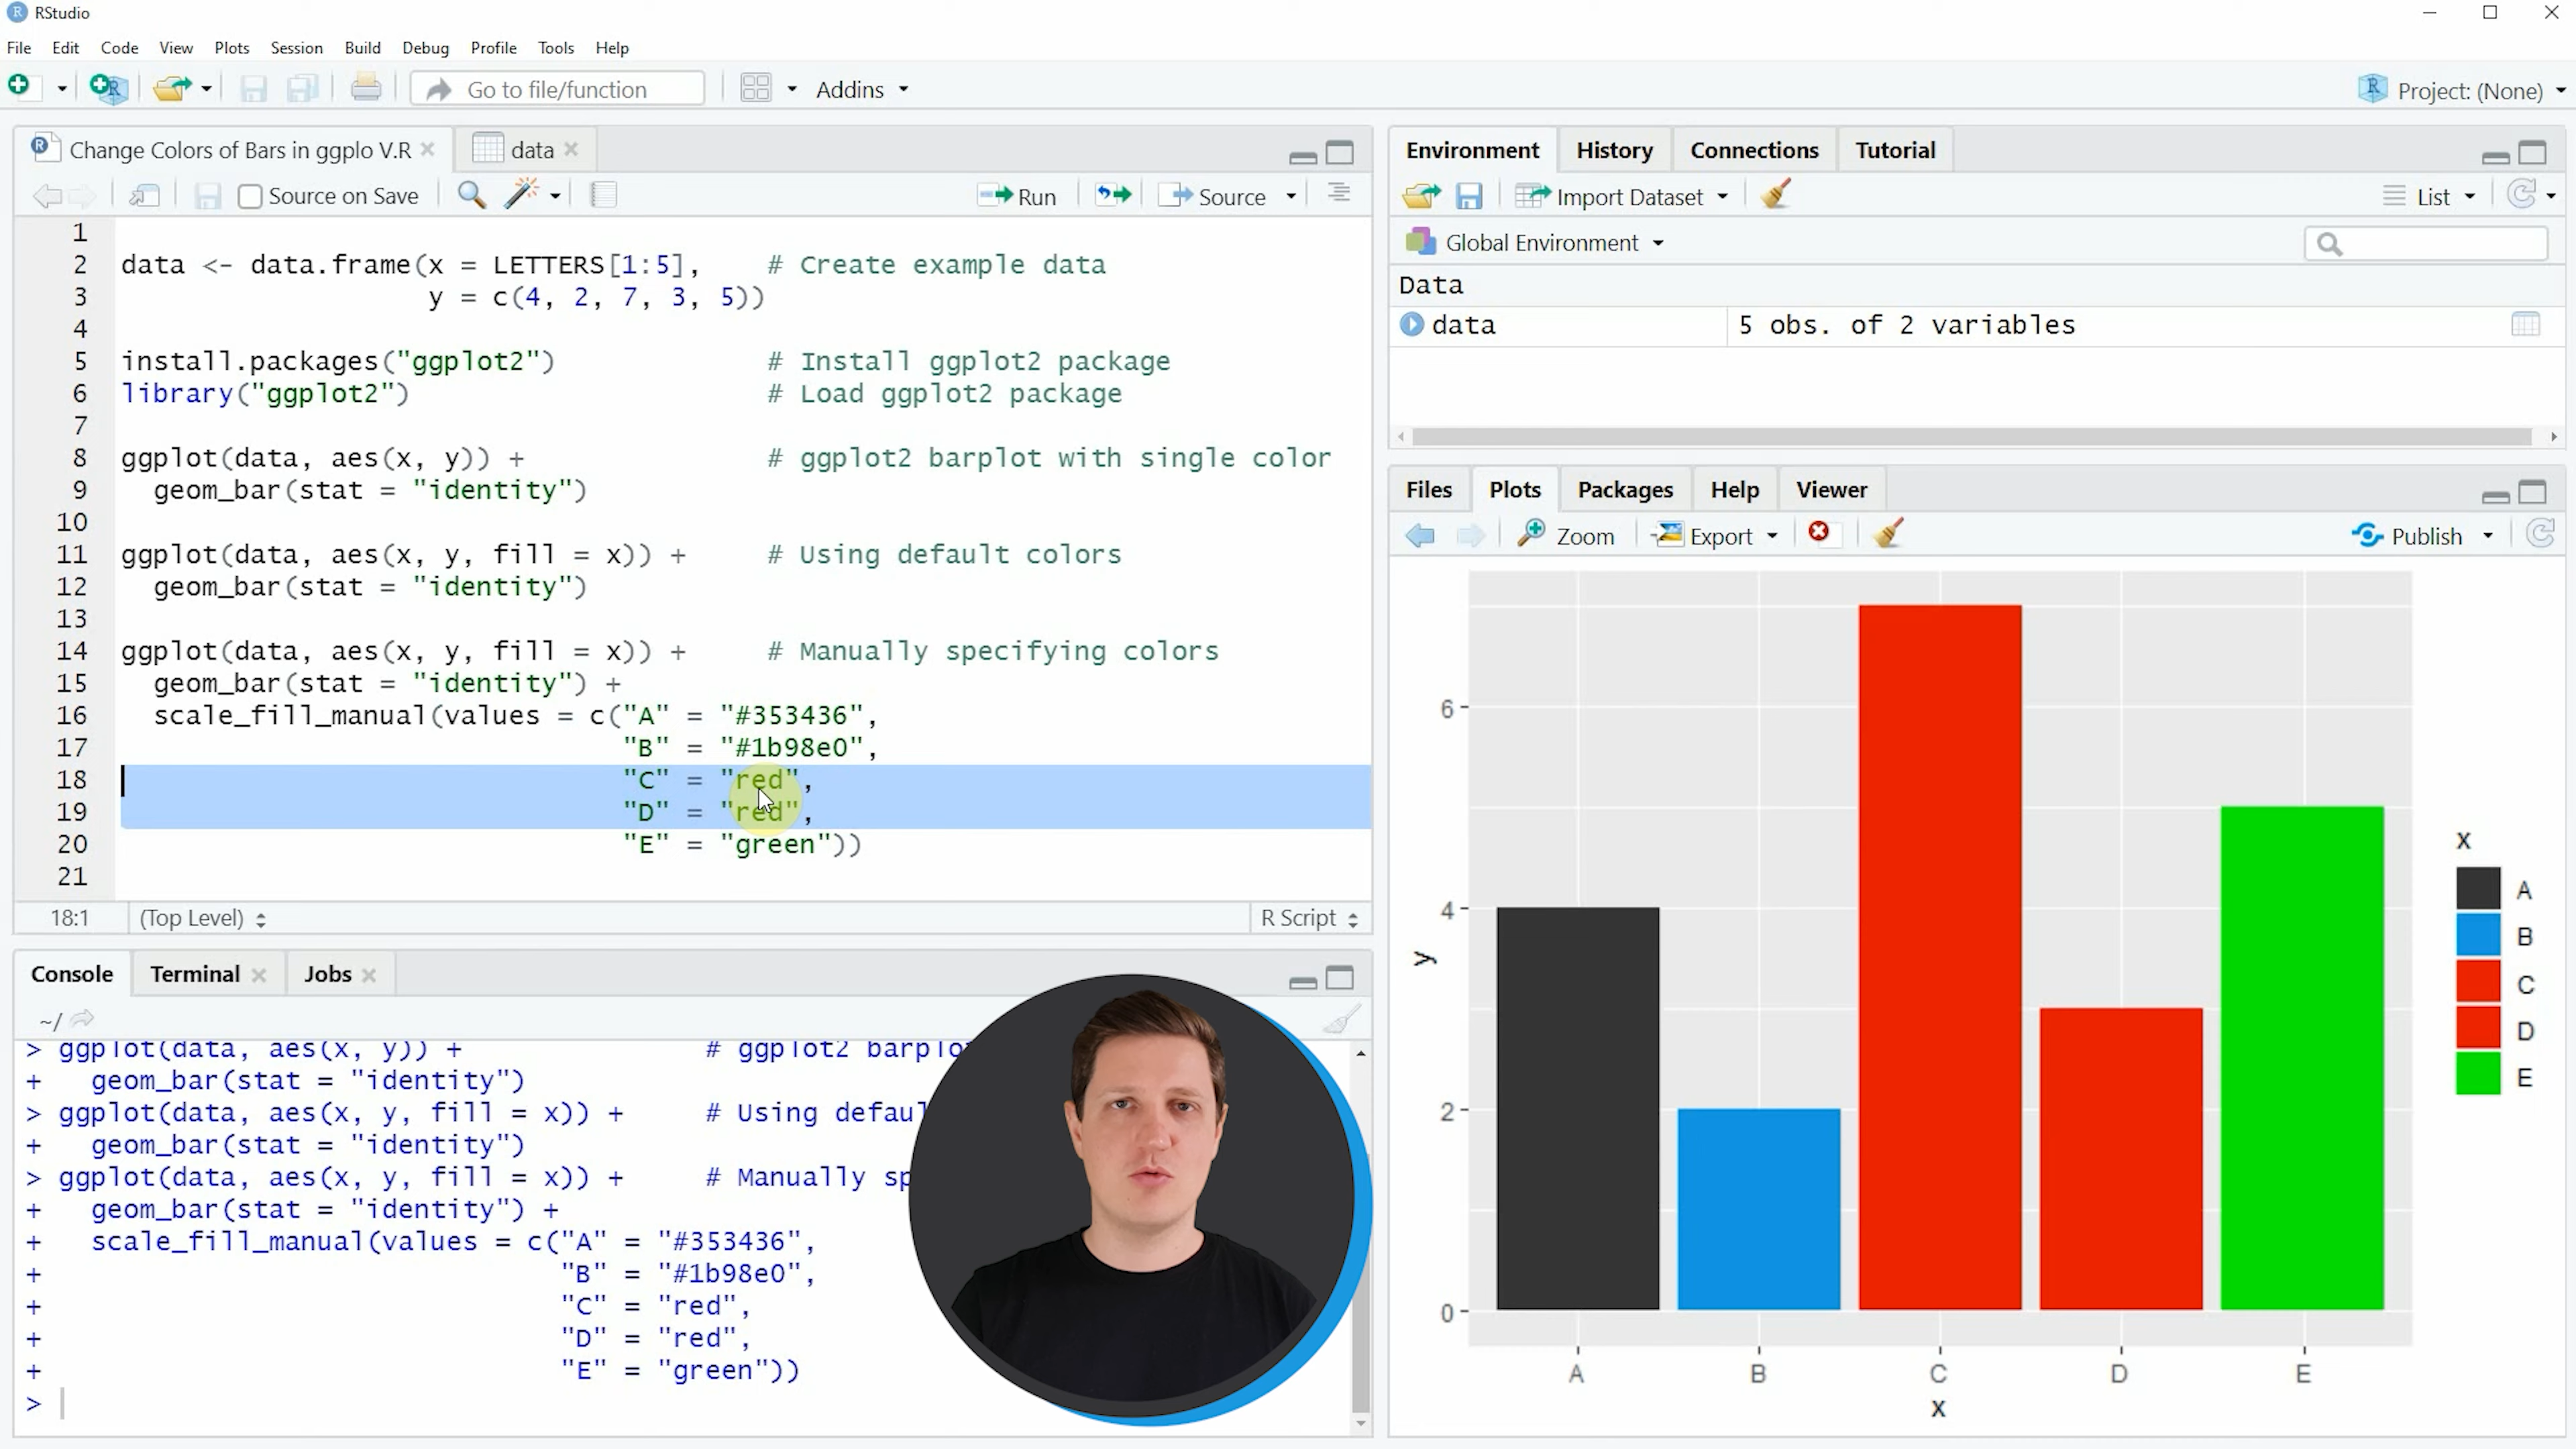 RStudio
File Edit Code View Plots Session Build Debug Profile Tools Help
Go to file/function Addins Project: (None)
Change Colors of Bars in ggplo V.R data
Source on Save Run Source
1
2 data <- data.frame(x = LETTERS[1:5], # Create example data
3 y = c(4, 2, 7, 3, 5))
4
5 install.packages("ggplot2") # Install ggplot2 package
6 library("ggplot2") # Load ggplot2 package
7
8 ggplot(data, aes(x, y)) + # ggplot2 barplot with single color
9 geom_bar(stat = "identity")
10
11 ggplot(data, aes(x, y, fill = x)) + # Using default colors
12 geom_bar(stat = "identity")
13
14 ggplot(data, aes(x, y, fill = x)) + # Manually specifying colors
15 geom_bar(stat = "identity") +
16 scale_fill_manual(values = c("A" = "#353436",
17 "B" = "#1b98e0",
18 "C" = "red",
19 "D" = "red",
20 "E" = "green"))
21
18:1 (Top Level) R Script
Console Terminal Jobs
~/
> ggplot(data, aes(x, y)) + # ggplot2 barplo
+ geom_bar(stat = "identity")
> ggplot(data, aes(x, y, fill = x)) + # Using defaul
+ geom_bar(stat = "identity")
> ggplot(data, aes(x, y, fill = x)) + # Manually sp
+ geom_bar(stat = "identity") +
+ scale_fill_manual(values = c("A" = "#353436",
+ "B" = "#1b98e0",
+ "C" = "red",
+ "D" = "red",
+ "E" = "green"))
>
Environment History Connections Tutorial
Import Dataset List
Global Environment
Data
data 5 obs. of 2 variables
Files Plots Packages Help Viewer
Zoom Export Publish
6
4
2
0
y
A B C D E
x
x
A
B
C
D
E